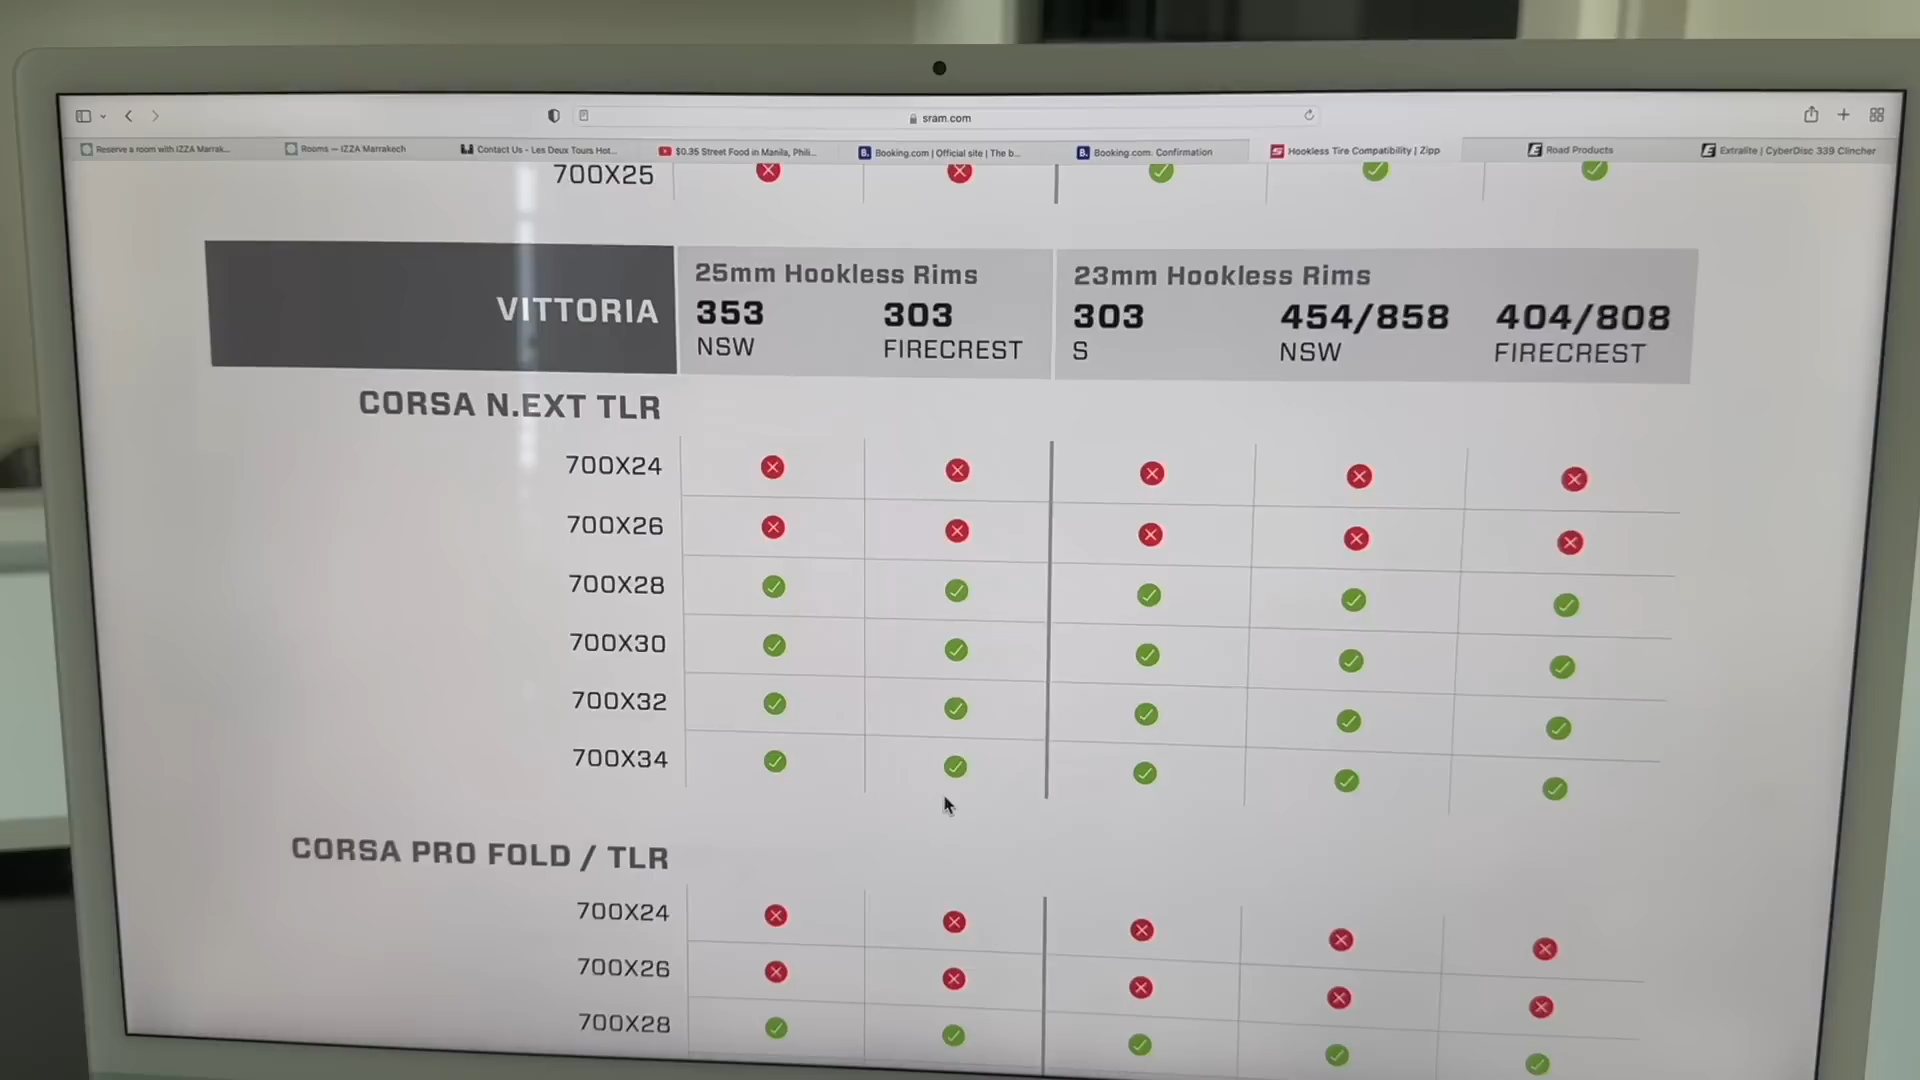 sram.com
Reserve a room with IZZA Marrak...
Rooms — IZZA Marrakech
Contact Us - Les Deux Tours Hot...
$0.35 Street Food in Manila, Phili...
B. Booking.com | Official site | The b...
B. Booking.com: Confirmation
Hookless Tire Compatibility | Zipp
Road Products
Extralite | CyberDisc 339 Clincher
700X25
VITTORIA
25mm Hookless Rims
353 NSW
303 FIRECREST
23mm Hookless Rims
303 S
454/858 NSW
404/808 FIRECREST
CORSA N.EXT TLR
700X24
700X26
700X28
700X30
700X32
700X34
CORSA PRO FOLD / TLR
700X24
700X26
700X28